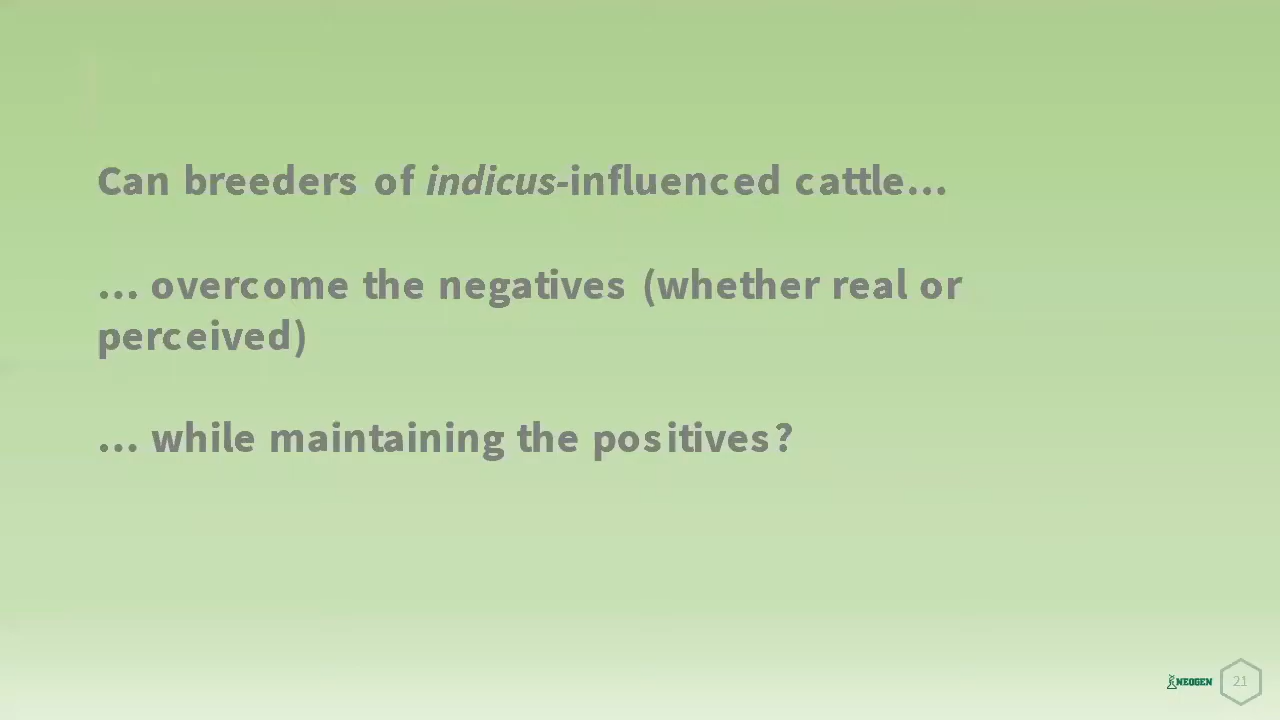 Can breeders of indicus-influenced cattle...
... overcome the negatives (whether real or
perceived)
... while maintaining the positives?
NEOGEN
21